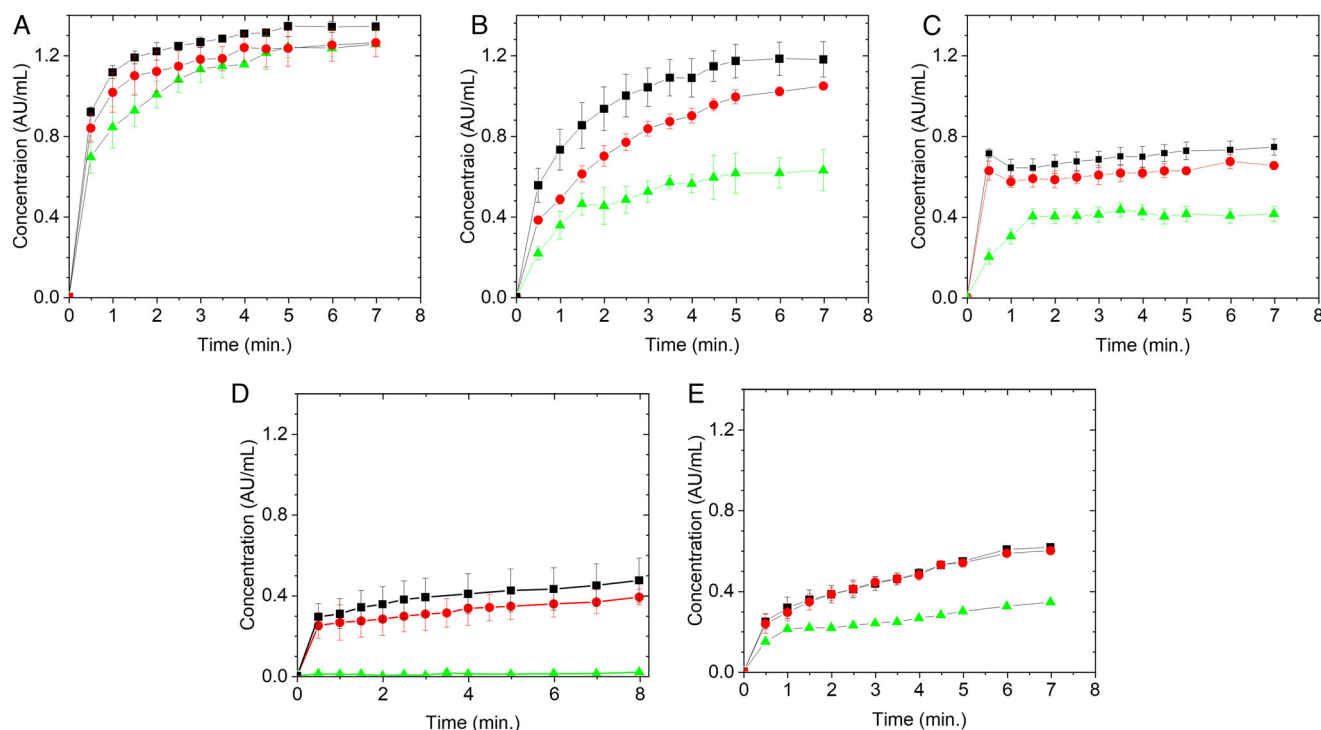 A
Concentraion (AU/mL)
1.2
0.8
0.4
0.0
0 1 2 3 4 5 6 7 8
Time (min.)
B
Concentraio (AU/mL)
1.2
0.8
0.4
0.0
0 1 2 3 4 5 6 7 8
Time (min.)
C
Concentraion (AU/mL)
1.2
0.8
0.4
0.0
0 1 2 3 4 5 6 7 8
Time (min.)
D
Concentration (AU/mL)
1.2
0.8
0.4
0.0
0 2 4 6 8
Time (min.)
E
Concentration (AU/mL)
1.2
0.8
0.4
0.0
0 1 2 3 4 5 6 7 8
Time (min.)